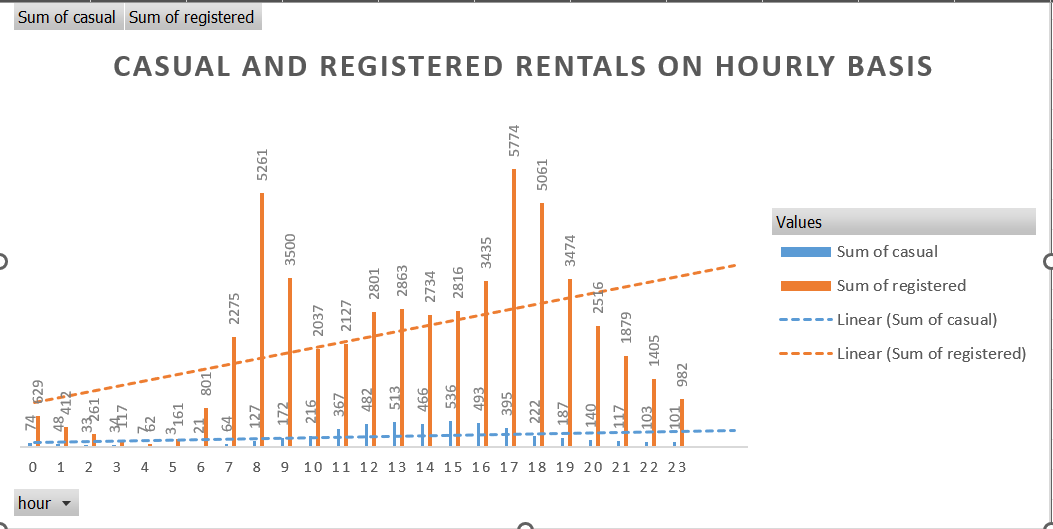 Sum of casual Sum of registered
CASUAL AND REGISTERED RENTALS ON HOURLY BASIS
74 48 33 34 7 3 21 64 127 172 216 367 482 513 466 536 493 395 222 187 140 117 103 101
629 412 261 117 62 161 801 2275 5261 3500 2037 2127 2801 2863 2734 2816 3435 5774 5061 3474 2516 1879 1405 982
0 1 2 3 4 5 6 7 8 9 10 11 12 13 14 15 16 17 18 19 20 21 22 23
Values
Sum of casual
Sum of registered
Linear (Sum of casual)
Linear (Sum of registered)
hour